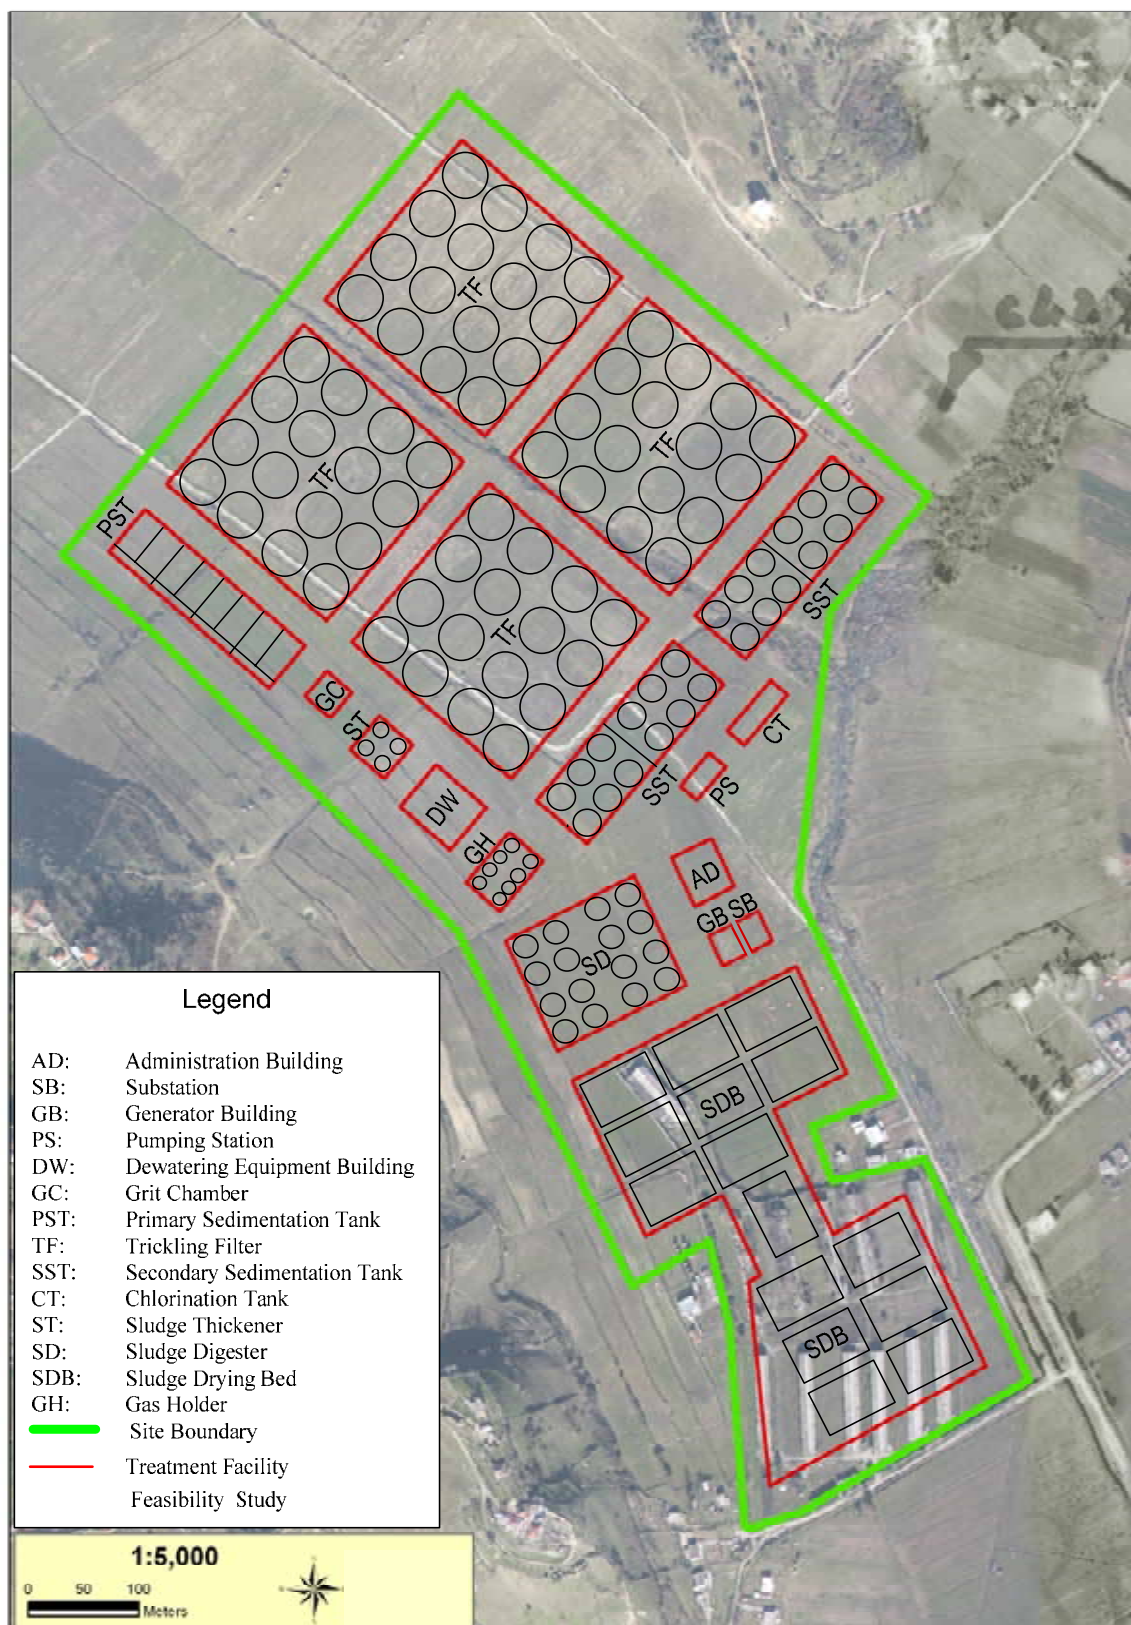 TF
TF
TF
PST
TF
SST
GC
ST
CT
SST
PS
DW
GH
AD
GB
SB
SD
SDB
SDB
Legend
AD: Administration Building
SB: Substation
GB: Generator Building
PS: Pumping Station
DW: Dewatering Equipment Building
GC: Grit Chamber
PST: Primary Sedimentation Tank
TF: Trickling Filter
SST: Secondary Sedimentation Tank
CT: Chlorination Tank
ST: Sludge Thickener
SD: Sludge Digester
SDB: Sludge Drying Bed
GH: Gas Holder
Site Boundary
Treatment Facility
Feasibility Study
1:5,000
0 50 100
Meters